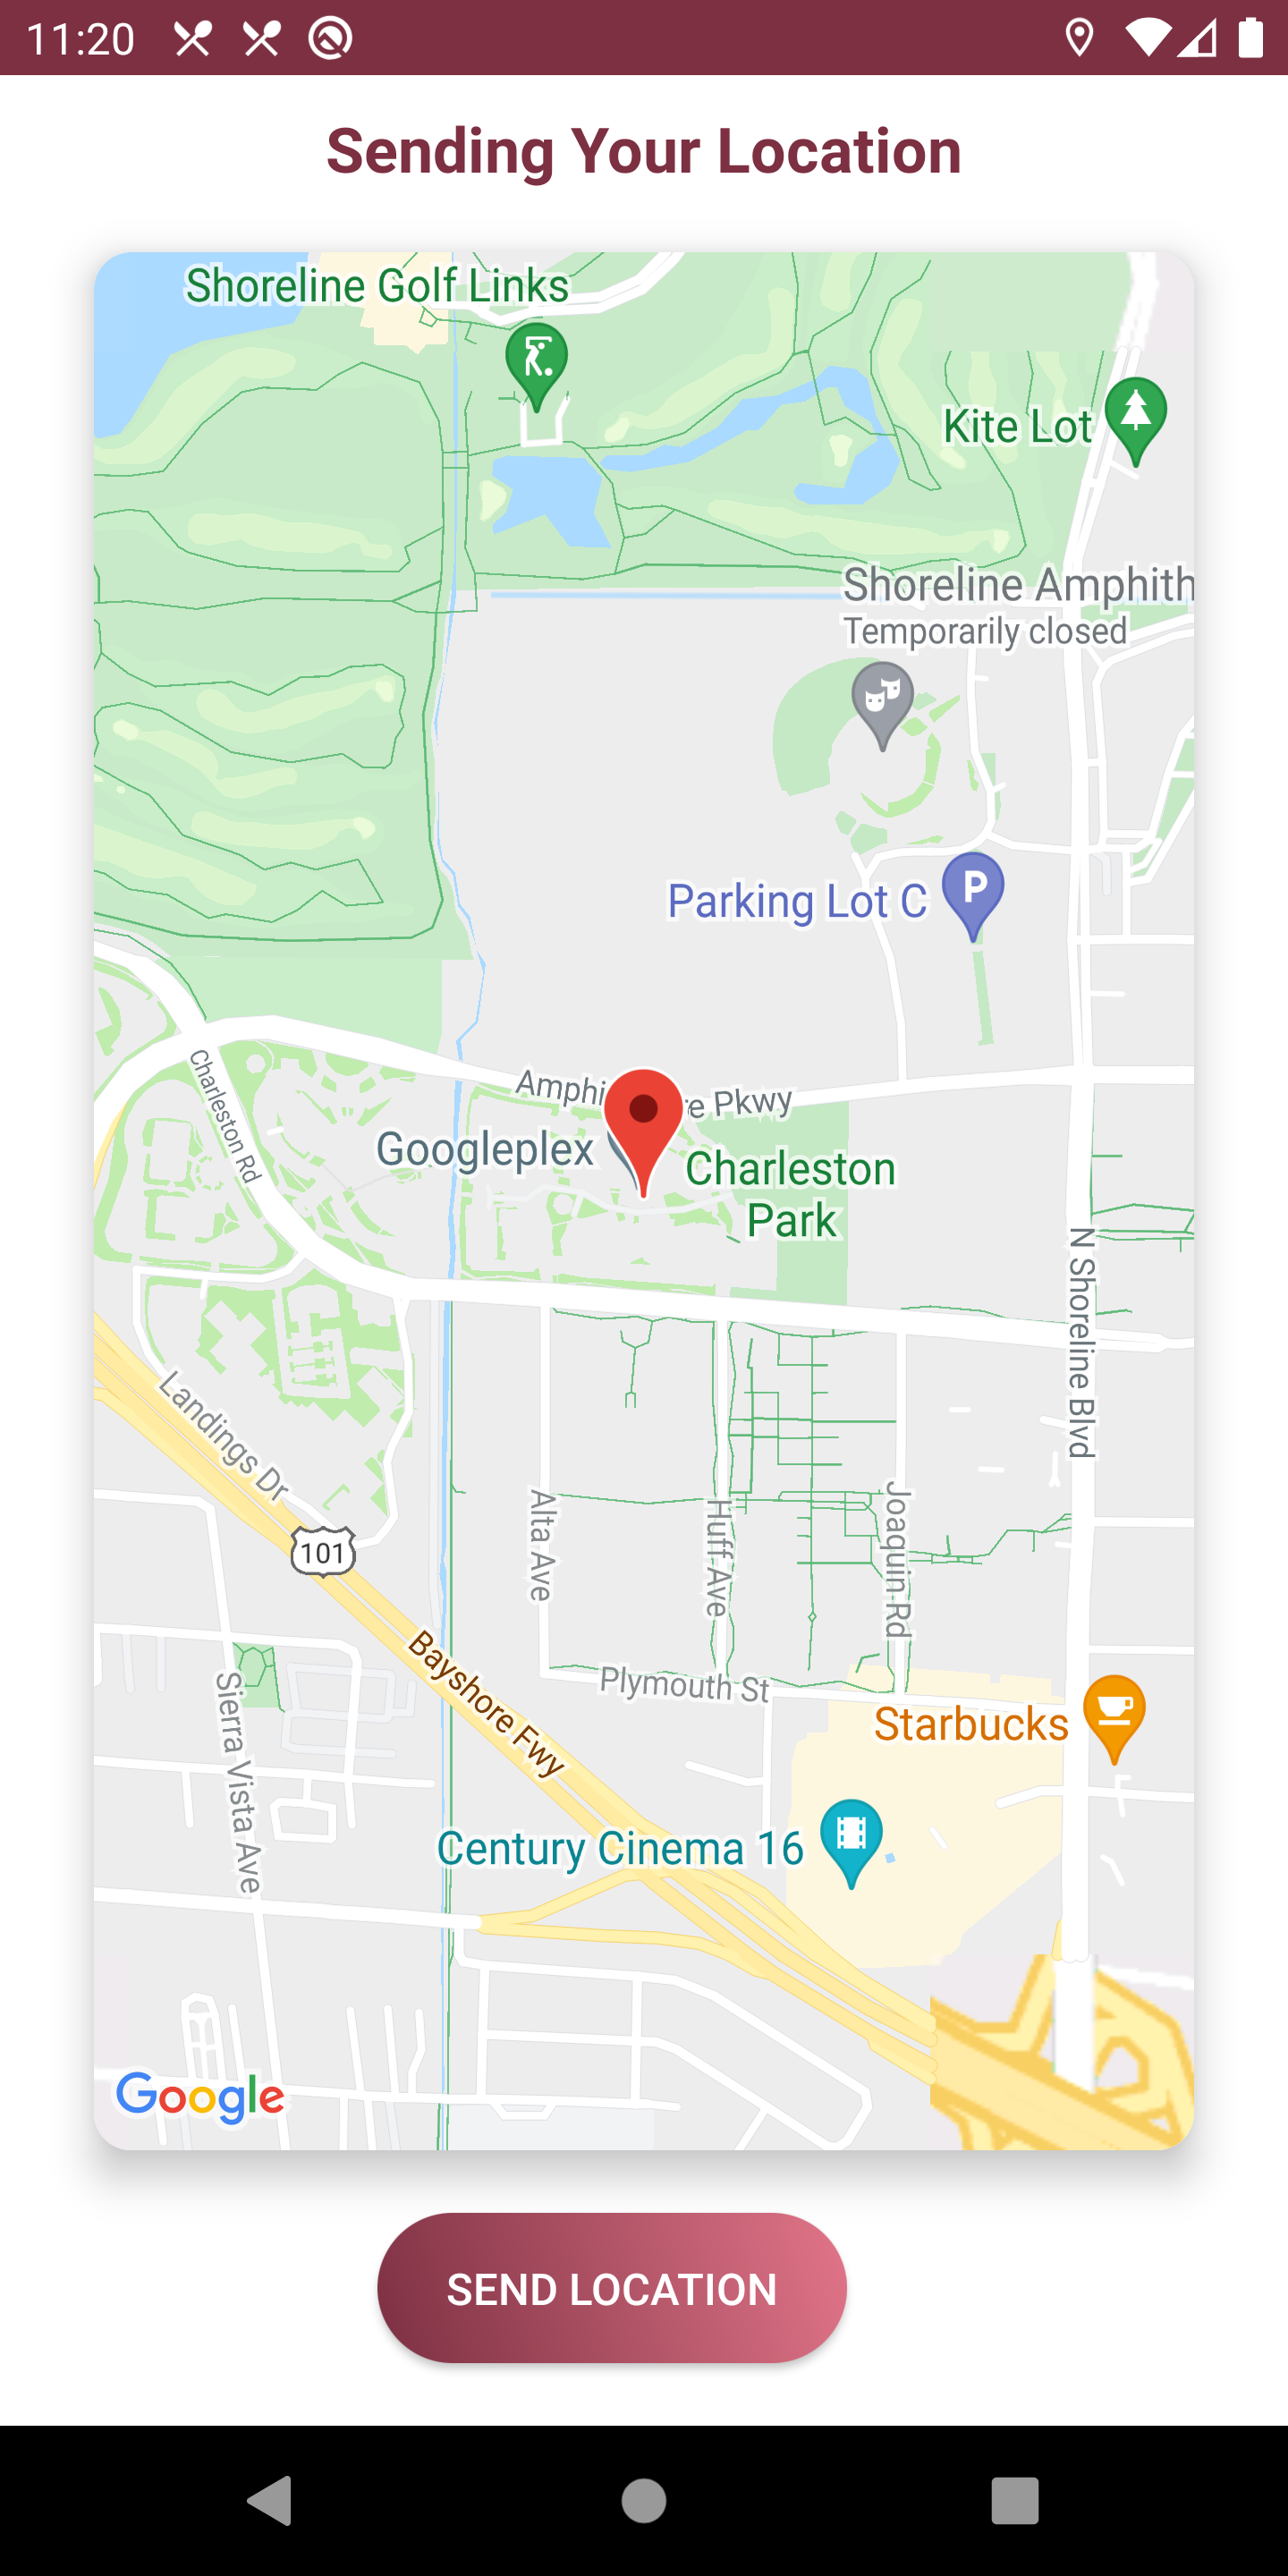 11:20
Sending Your Location
Shoreline Golf Links
Kite Lot
Shoreline Amphith
Temporarily closed
P
Parking Lot C
Charleston Rd
Amphi re Pkwy
Googleplex
Charleston
Park
N Shoreline Blvd
Landings Dr
101
Alta Ave
Huff Ave
Joaquin Rd
Bayshore Fwy
Plymouth St
Sierra Vista Ave
Starbucks
Century Cinema 16
Google
SEND LOCATION